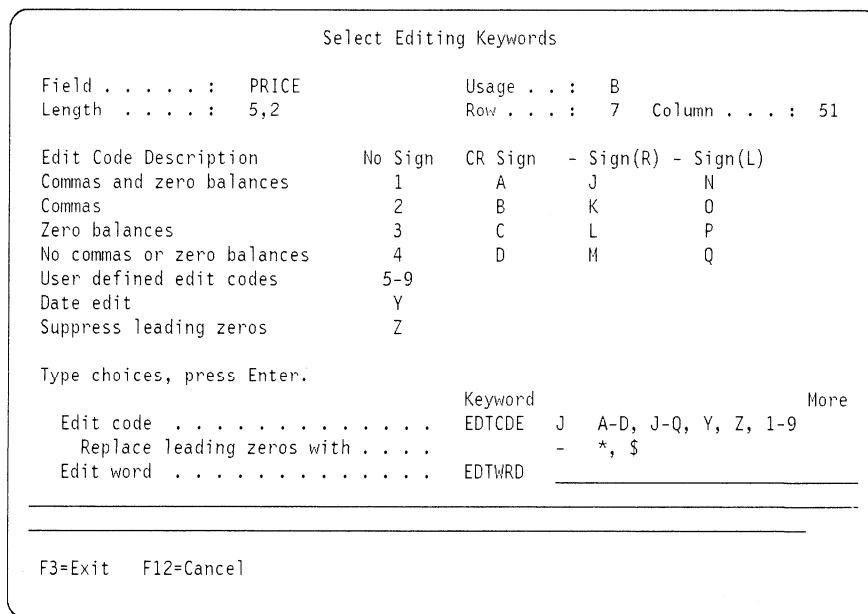 Select Editing Keywords
Field . . . . . :   PRICE                Usage . . :   B
Length  . . . . :   5,2                  Row . . . :   7   Column . . . :   51
Edit Code Description          No Sign   CR Sign   - Sign(R) - Sign(L)
Commas and zero balances          1         A         J         N
Commas                            2         B         K         O
Zero balances                     3         C         L         P
No commas or zero balances        4         D         M         Q
User defined edit codes          5-9
Date edit                         Y
Suppress leading zeros            Z
Type choices, press Enter.
Keyword                          More
Edit code  . . . . . . . . . . . . .   EDTCDE   J   A-D, J-Q, Y, Z, 1-9
Replace leading zeros with . . . .            -   *, $
Edit word  . . . . . . . . . . . . .   EDTWRD
F3=Exit   F12=Cancel